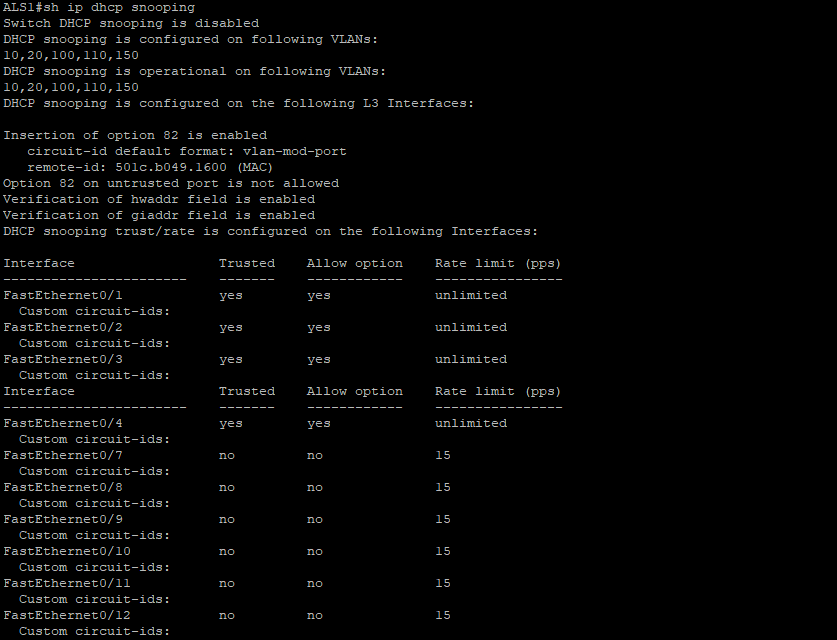 ALS1#sh ip dhcp snooping
Switch DHCP snooping is disabled
DHCP snooping is configured on following VLANs:
10,20,100,110,150
DHCP snooping is operational on following VLANs:
10,20,100,110,150
DHCP snooping is configured on the following L3 Interfaces:

Insertion of option 82 is enabled
   circuit-id default format: vlan-mod-port
   remote-id: 501c.b049.1600 (MAC)
Option 82 on untrusted port is not allowed
Verification of hwaddr field is enabled
Verification of giaddr field is enabled
DHCP snooping trust/rate is configured on the following Interfaces:

Interface                  Trusted    Allow option    Rate limit (pps)
-----------------------    -------    ------------    ----------------
FastEthernet0/1            yes        yes             unlimited
  Custom circuit-ids:
FastEthernet0/2            yes        yes             unlimited
  Custom circuit-ids:
FastEthernet0/3            yes        yes             unlimited
  Custom circuit-ids:
Interface                  Trusted    Allow option    Rate limit (pps)
-----------------------    -------    ------------    ----------------
FastEthernet0/4            yes        yes             unlimited
  Custom circuit-ids:
FastEthernet0/7            no         no              15
  Custom circuit-ids:
FastEthernet0/8            no         no              15
  Custom circuit-ids:
FastEthernet0/9            no         no              15
  Custom circuit-ids:
FastEthernet0/10           no         no              15
  Custom circuit-ids:
FastEthernet0/11           no         no              15
  Custom circuit-ids:
FastEthernet0/12           no         no              15
  Custom circuit-ids: